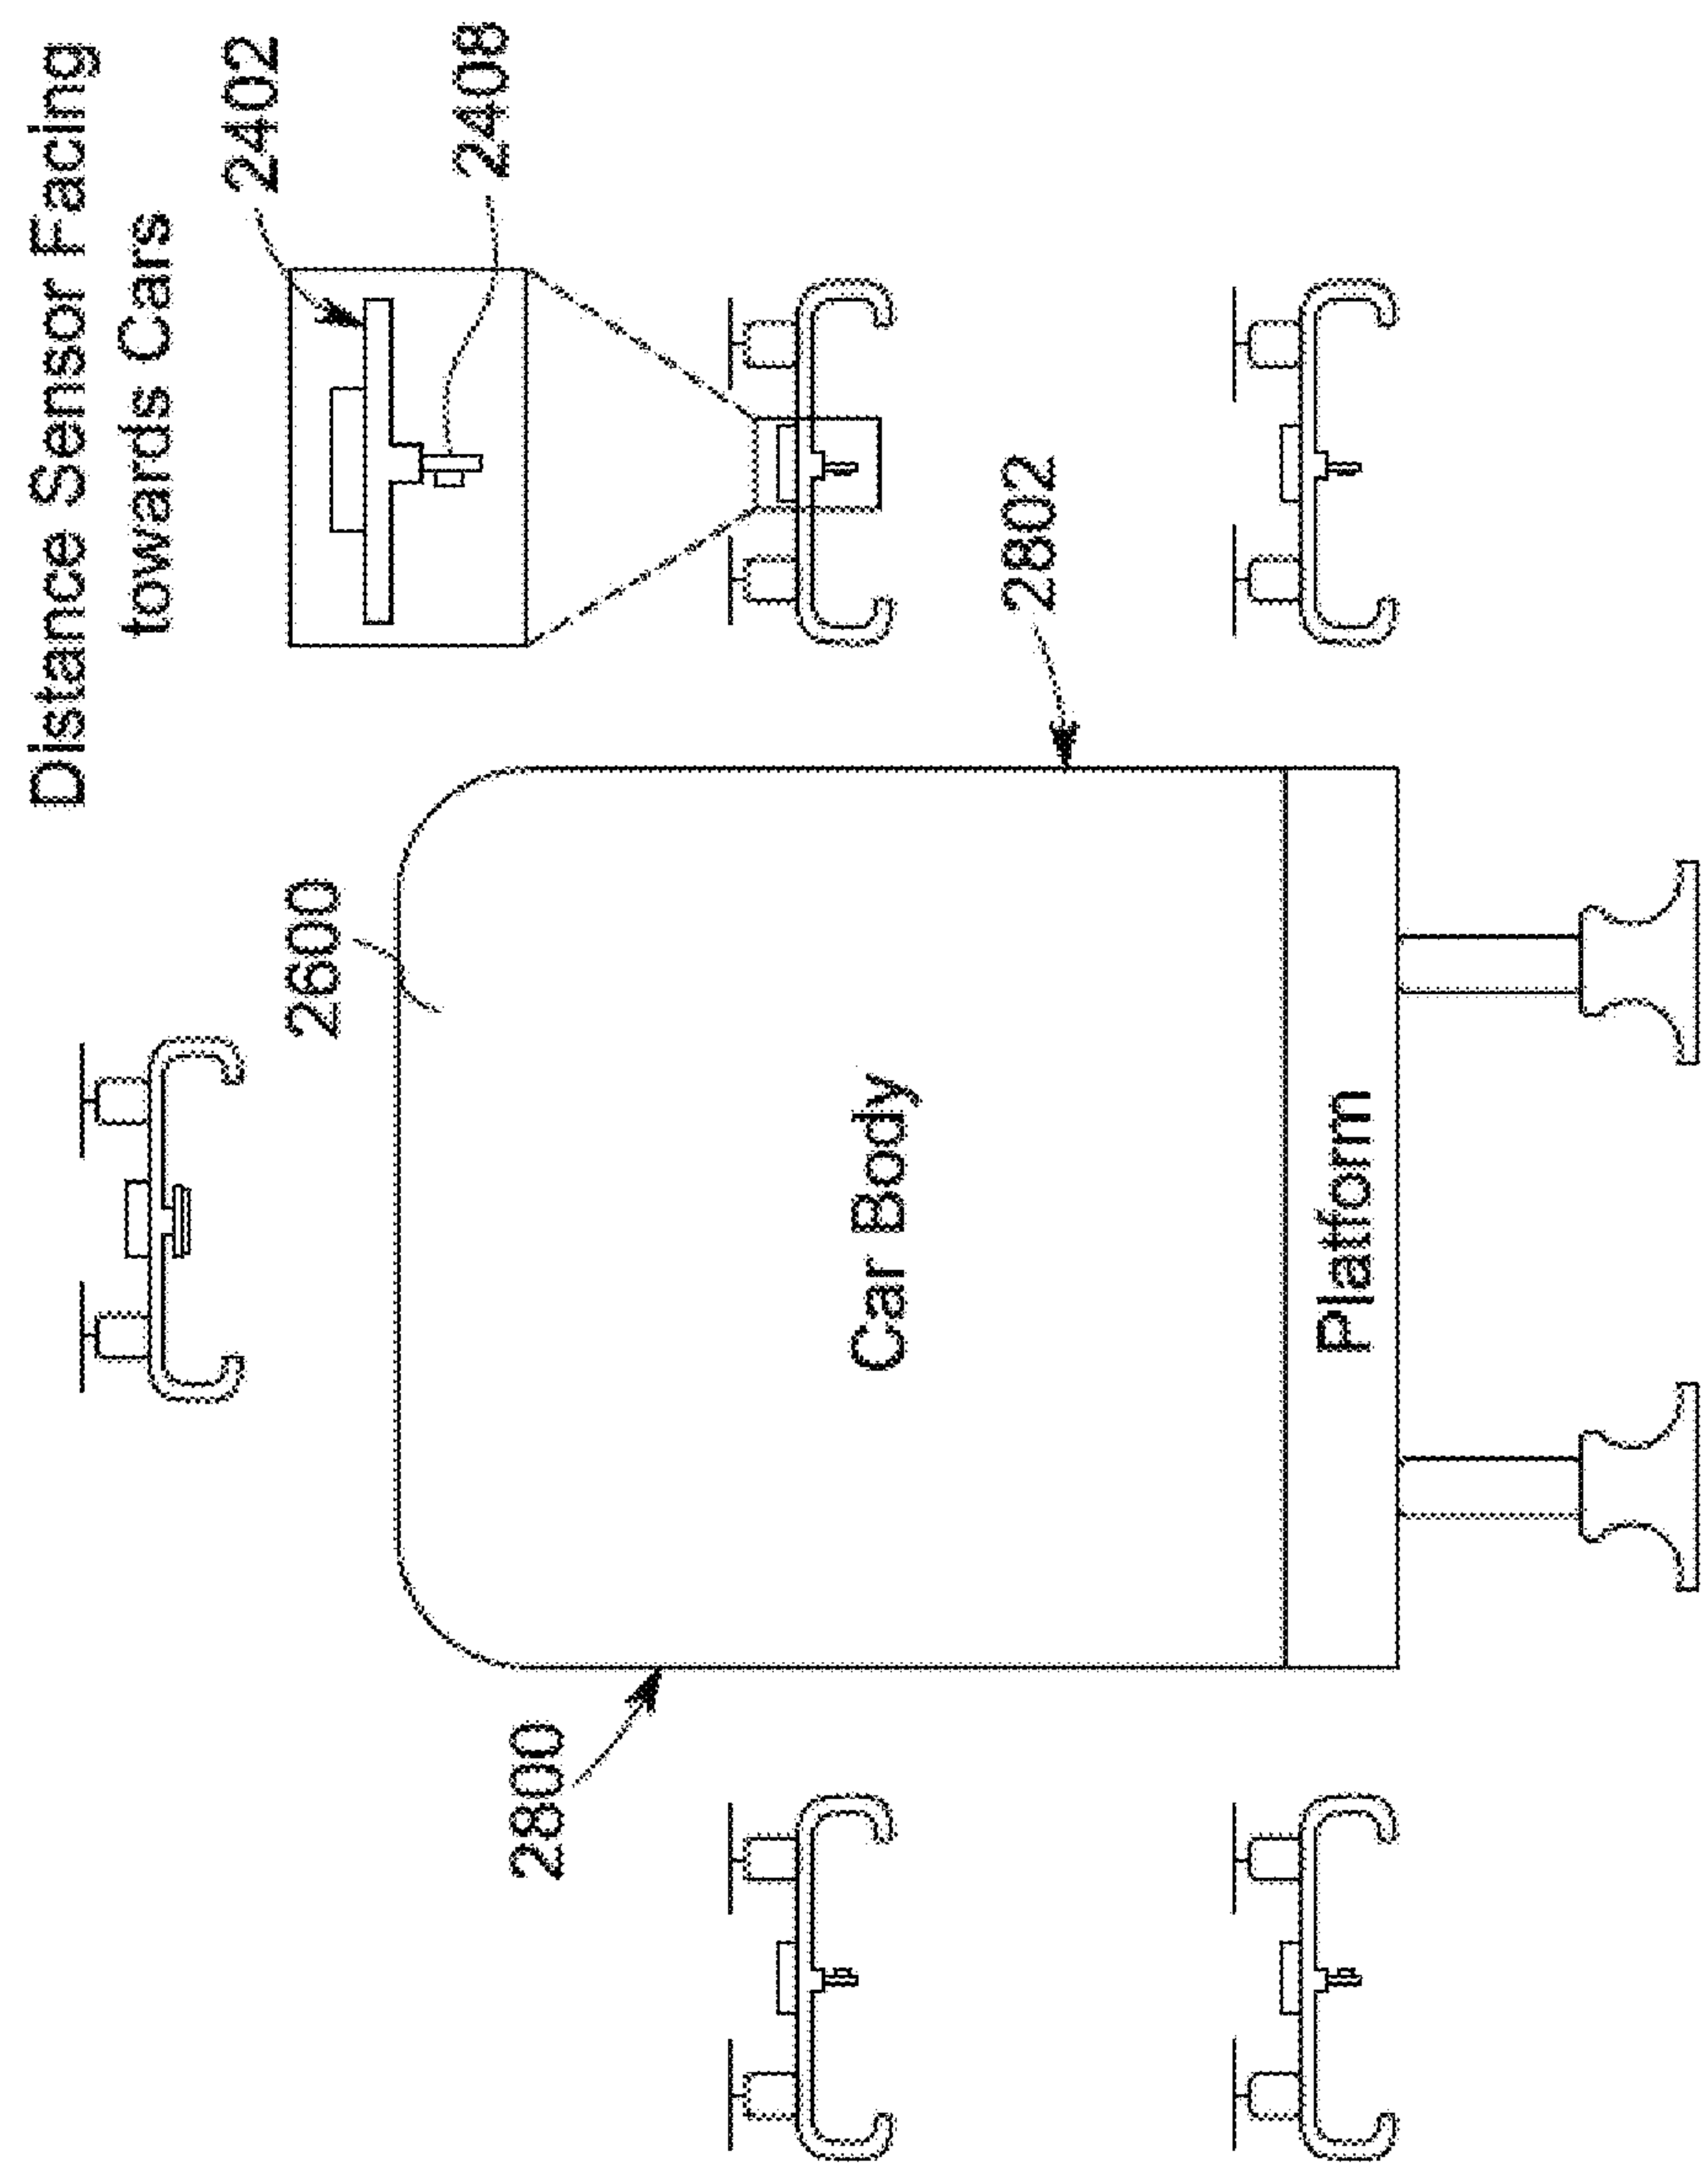 Distance Sensor Facing
towards Cars
2402
2408
2600
2802
2800
Car Body
Platform